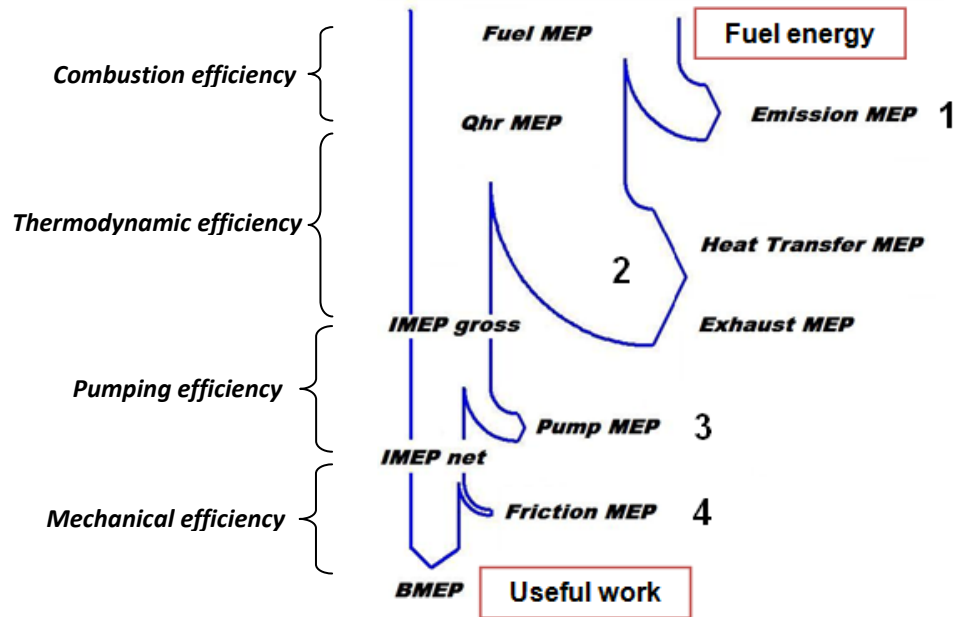 Fuel MEP
Fuel energy
Combustion efficiency
Emission MEP 1
Qhr MEP
Thermodynamic efficiency
Heat Transfer MEP
2
IMEP gross
Exhaust MEP
Pumping efficiency
Pump MEP 3
IMEP net
Mechanical efficiency
Friction MEP 4
BMEP
Useful work